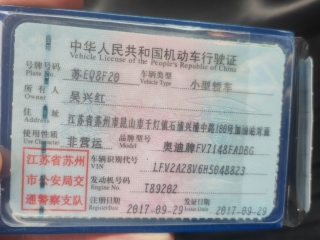 中华人民共和国机动车行驶证
Vehicle License of the People's Republic of China
号牌号码 苏EQ8F20 车辆类型 小型轿车
Plate No. Vehicle Type
所有人 吴兴红
Owner
住址 江苏省苏州市昆山市千灯镇石浦兴浦中路188号
Address
使用性质 非营运 品牌型号 奥迪牌FV7148FADBG
Use Character Model
江苏省苏州市公安局交通巡警察支队
车辆识别代号 LFV2A28V6H5048823
VIN
发动机号码 T89202
Engine No.
注册日期 2017-09-29 发证日期 2017-09-29
Register Date Issue Date